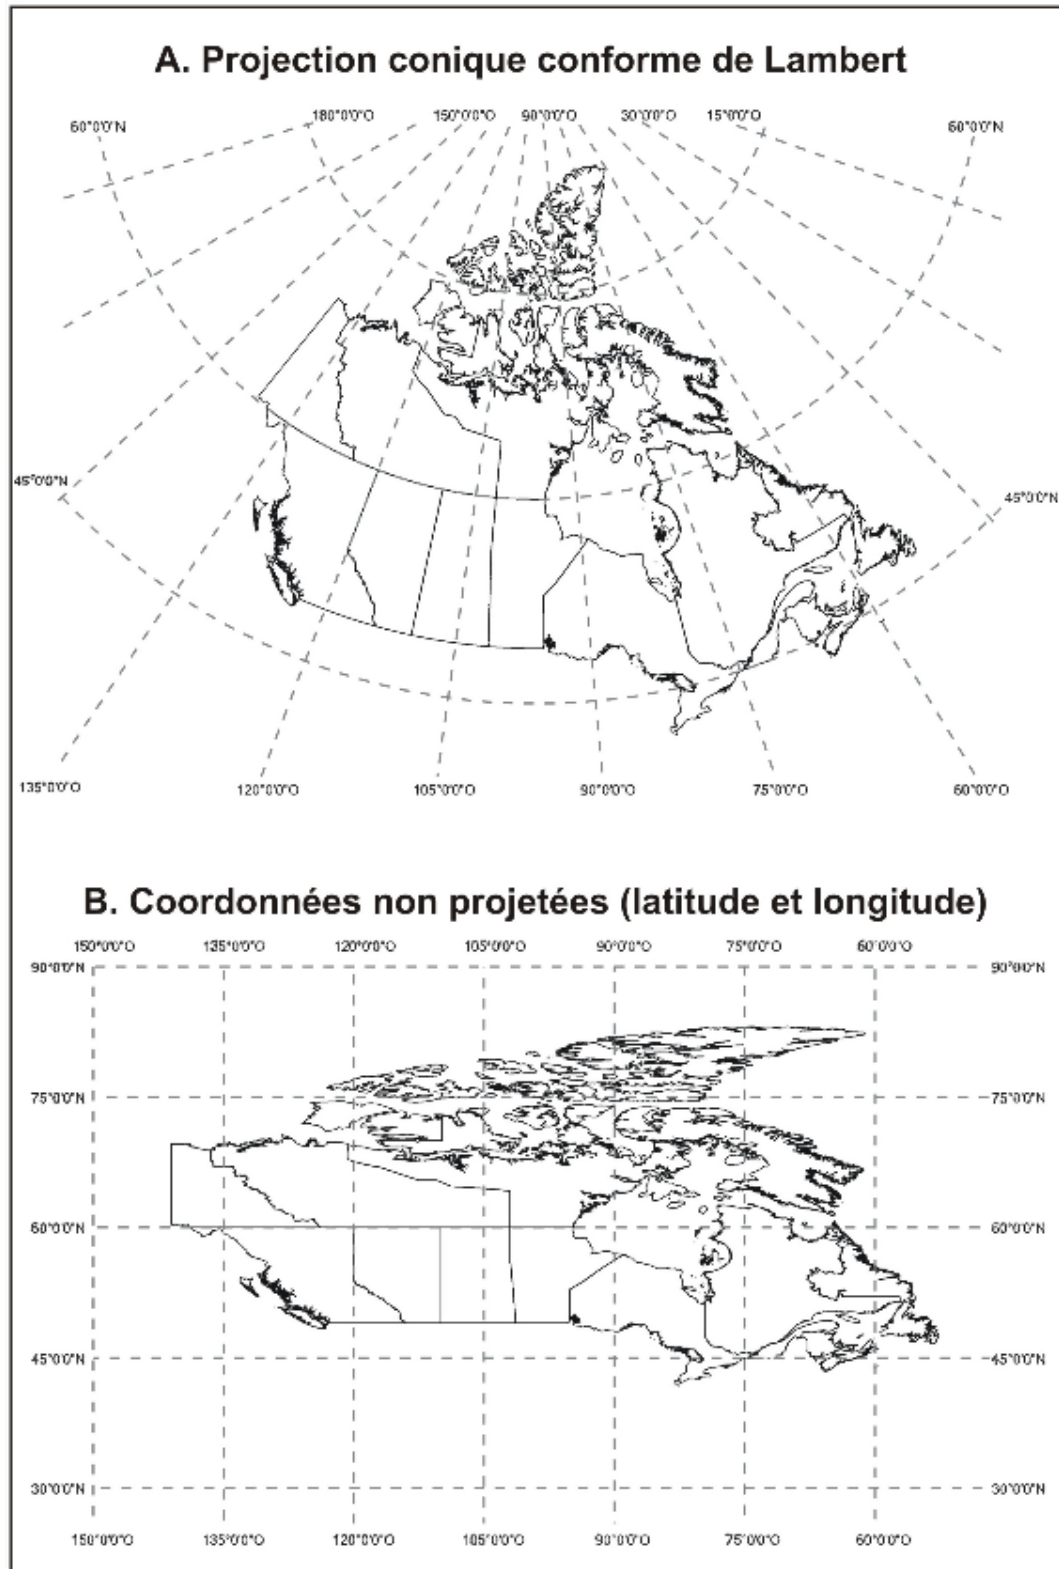 A. Projection conique conforme de Lambert
60°0'0"N 180°0'0"O 150°0'0"O 90°0'0"O 30°0'0"O 15°0'0"O 60°0'0"N
45°0'0"N 45°0'0"N
135°0'0"O 120°0'0"O 105°0'0"O 90°0'0"O 75°0'0"O 60°0'0"O
B. Coordonnées non projetées (latitude et longitude)
150°0'0"O 135°0'0"O 120°0'0"O 105°0'0"O 90°0'0"O 75°0'0"O 60°0'0"O
90°0'0"N 90°0'0"N
75°0'0"N 75°0'0"N
60°0'0"N 60°0'0"N
45°0'0"N 45°0'0"N
30°0'0"N 30°0'0"N
150°0'0"O 135°0'0"O 120°0'0"O 105°0'0"O 90°0'0"O 75°0'0"O 60°0'0"O